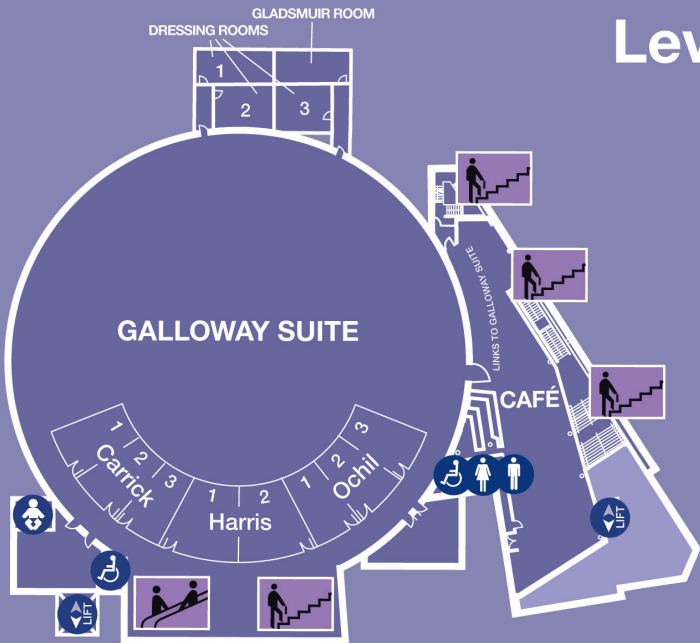 Lev
GLADSMUIR ROOM
DRESSING ROOMS
1
2
3
GALLOWAY SUITE
LINKS TO GALLOWAY SUITE
CAFÉ
1
2
3
Carrick
1
2
Harris
1
2
3
Ochil
LIFT
LIFT